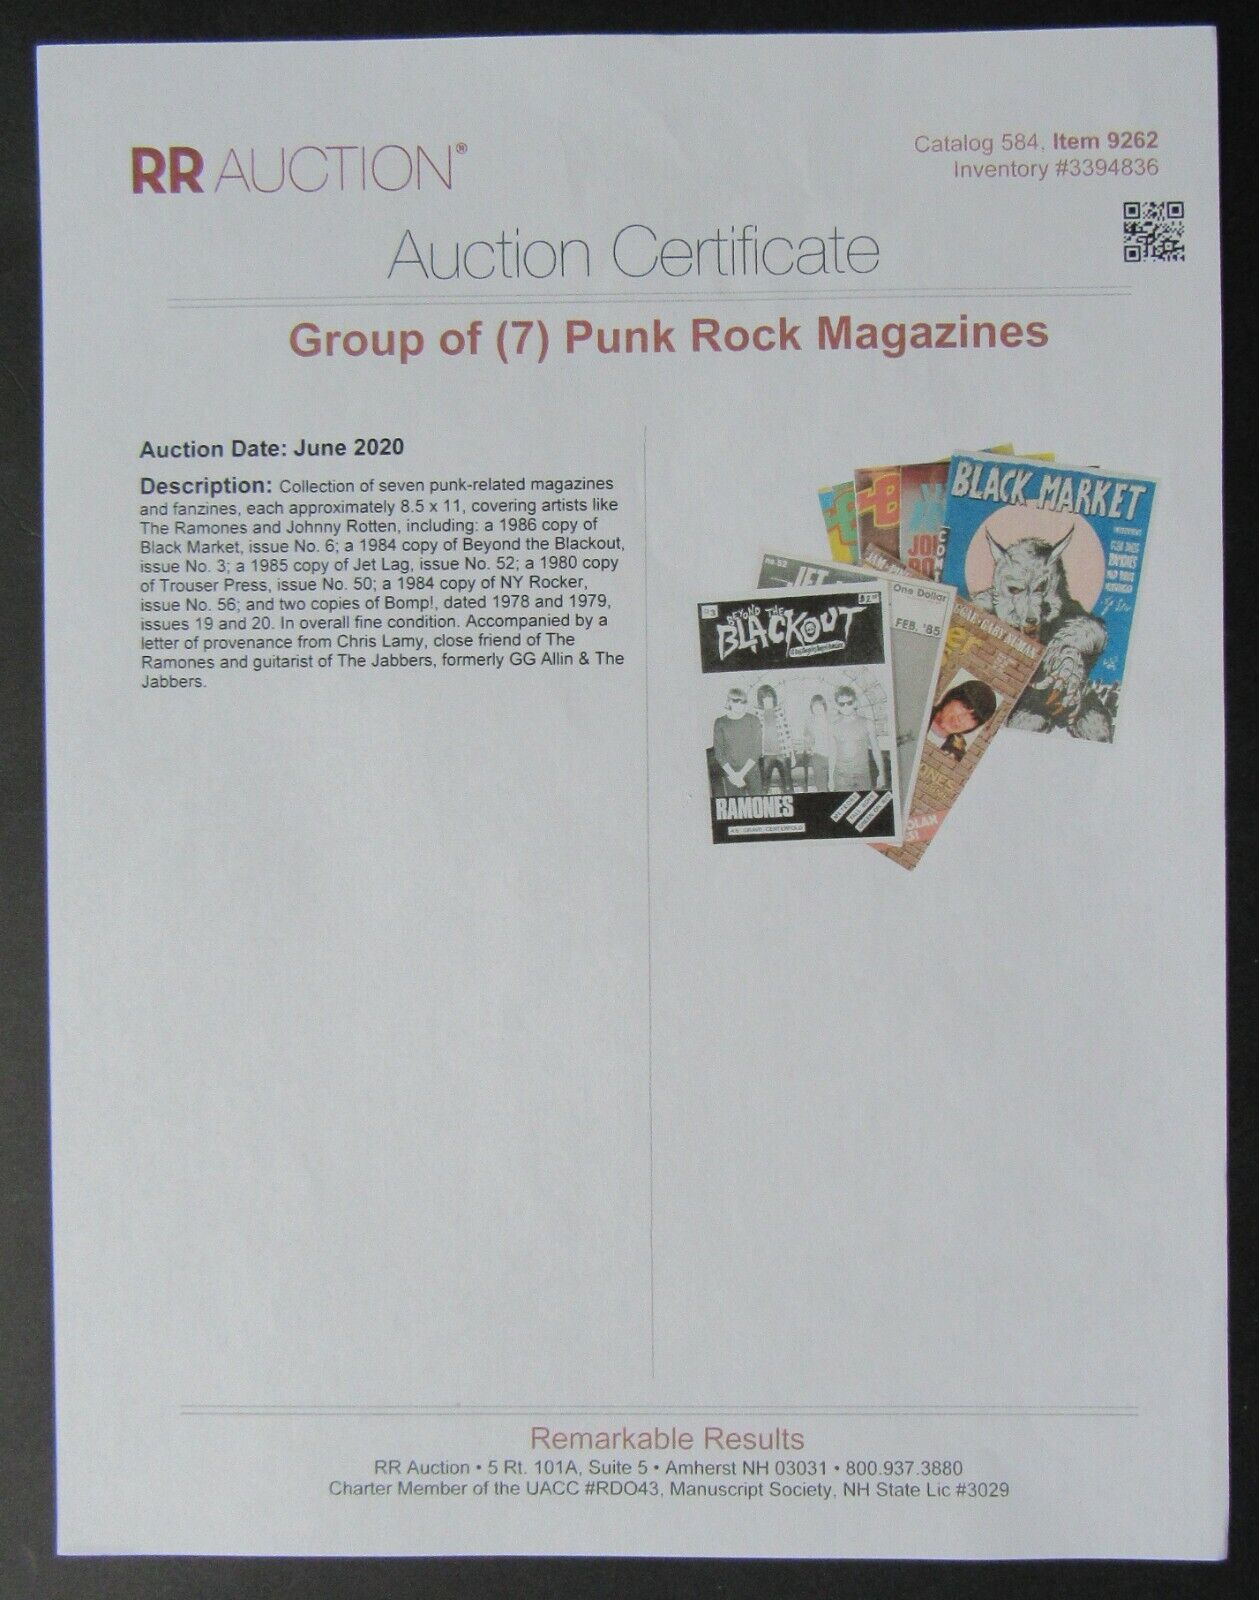 RR AUCTION®
Catalog 584, Item 9262
Inventory #3394836
Auction Certificate
Group of (7) Punk Rock Magazines
Auction Date: June 2020
Description: Collection of seven punk-related magazines
and fanzines, each approximately 8.5 x 11, covering artists like
The Ramones and Johnny Rotten, including: a 1986 copy of
Black Market, issue No. 6; a 1984 copy of Beyond the Blackout,
issue No. 3; a 1985 copy of Jet Lag, issue No. 52; a 1980 copy
of Trouser Press, issue No. 50; a 1984 copy of NY Rocker,
issue No. 56; and two copies of Bomp!, dated 1978 and 1979,
issues 19 and 20. In overall fine condition. Accompanied by a
letter of provenance from Chris Lamy, close friend of The
Ramones and guitarist of The Jabbers, formerly GG Allin & The
Jabbers.
BLACK MARKET
no.52
JET
One Dollar
FEB. '85
#3
BEYOND THE
BLACKOUT
RAMONES
CENTERFOLD
GARY NUMAN
Remarkable Results
RR Auction • 5 Rt. 101A, Suite 5 • Amherst NH 03031 • 800.937.3880
Charter Member of the UACC #RDO43, Manuscript Society, NH State Lic #3029